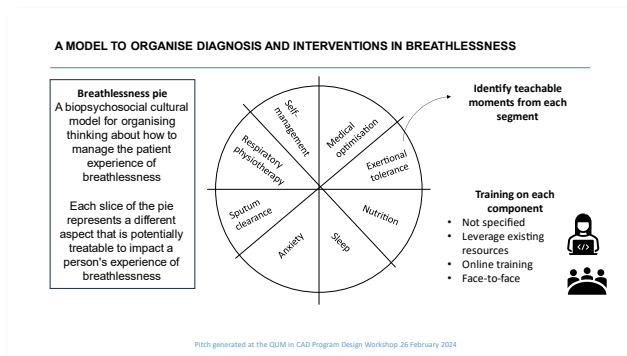 A MODEL TO ORGANISE DIAGNOSIS AND INTERVENTIONS IN BREATHLESSNESS
Breathlessness pie
A biopsychosocial cultural
model for organising
thinking about how to
manage the patient
experience of
breathlessness
Each slice of the pie
represents a different
aspect that is potentially
treatable to impact a
person's experience of
breathlessness
Self-
management
Medical
optimisation
Exertional
tolerance
Nutrition
Sleep
Anxiety
Sputum
clearance
Respiratory
physiotherapy
Identify teachable
moments from each
segment
Training on each
component
• Not specified
• Leverage existing
resources
• Online training
• Face-to-face
Pitch generated at the QUM in CAD Program Design Workshop 26 February 2024